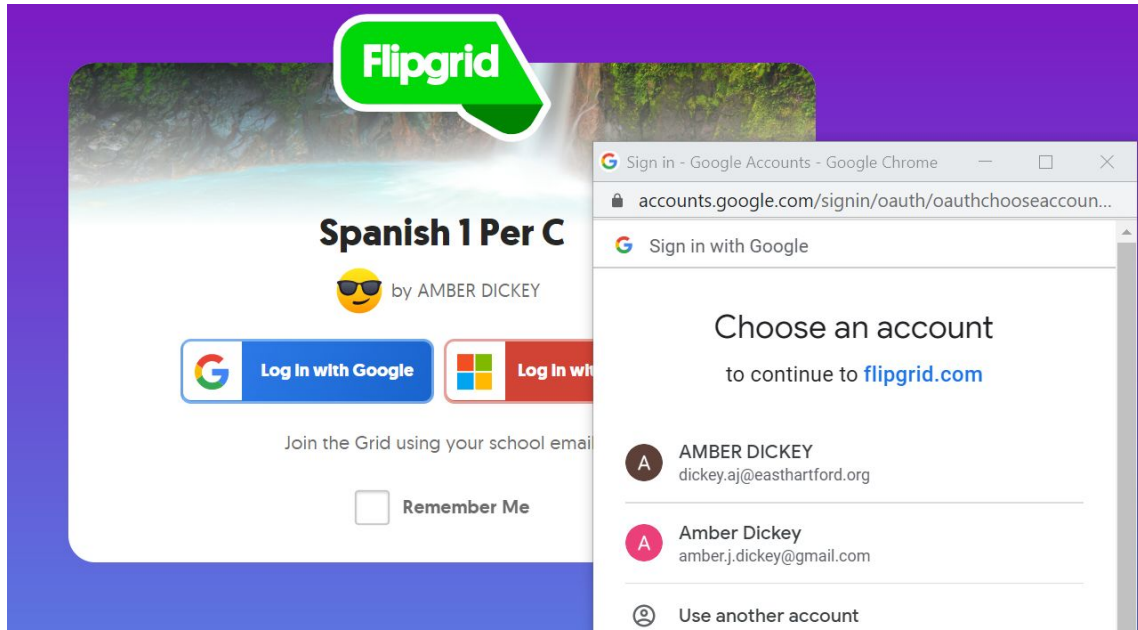 Flipgrid
Spanish 1 Per C
by AMBER DICKEY
Log In with Google
Log In
Join the Grid using your school email
Remember Me
Sign in - Google Accounts - Google Chrome
accounts.google.com/signin/oauth/oauthchooseaccoun...
Sign in with Google
Choose an account
to continue to flipgrid.com
A
AMBER DICKEY
dickey.aj@easthartford.org
A
Amber Dickey
amber.j.dickey@gmail.com
Use another account